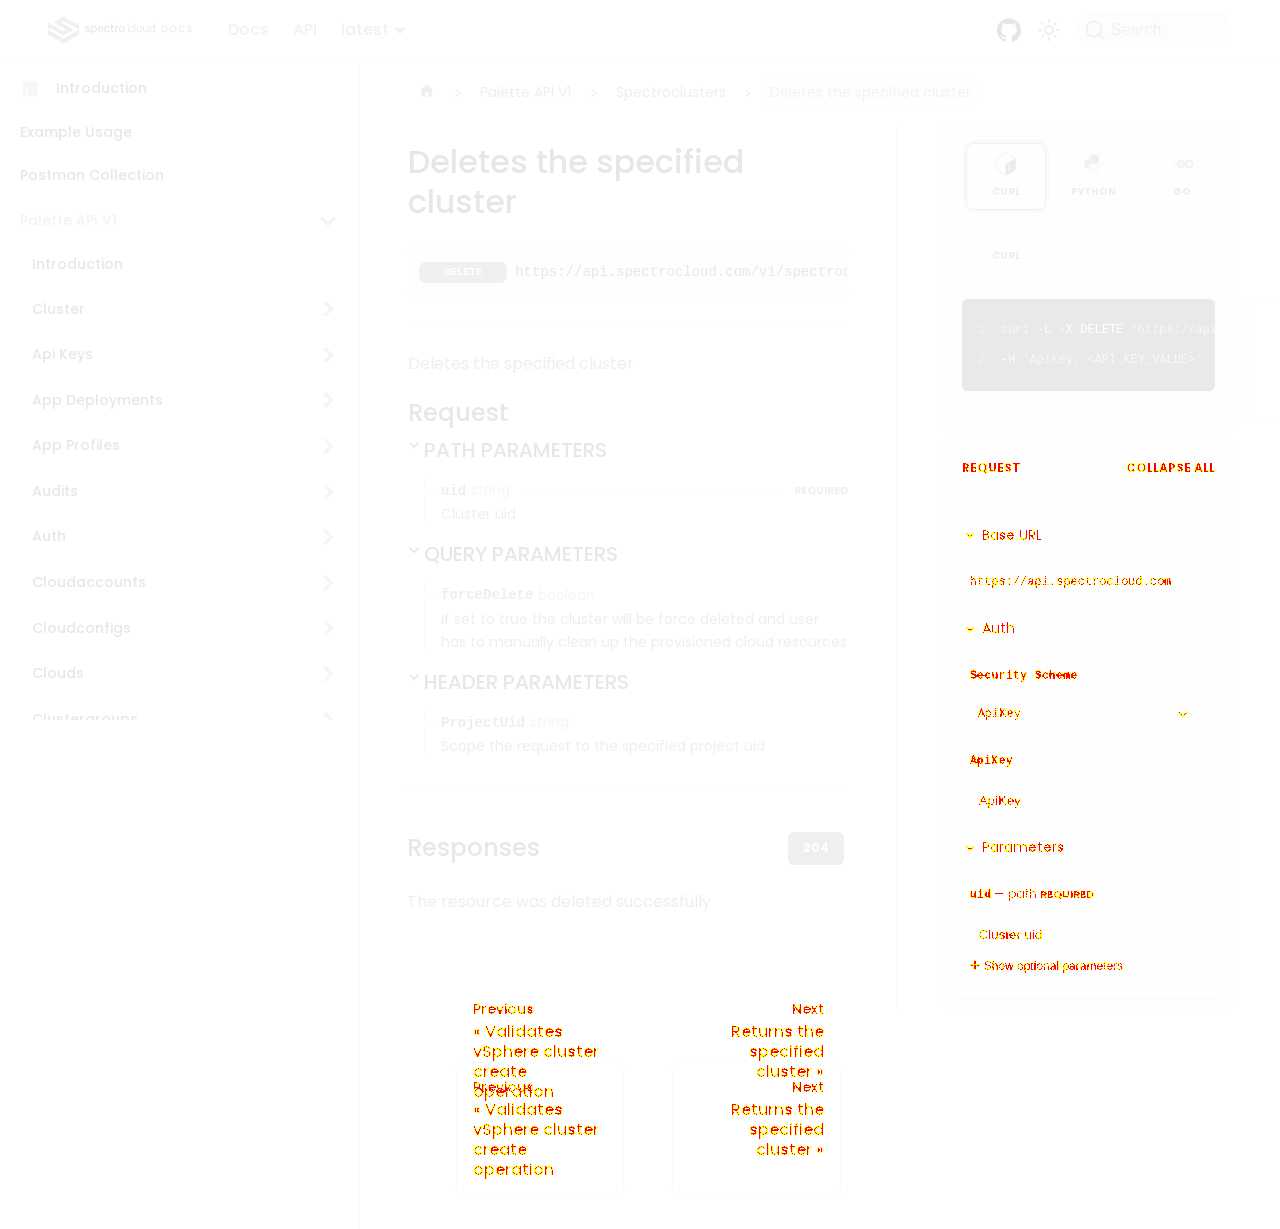 spectro cloud DOCS
Docs
API
latest
Search
Introduction
Example Usage
Postman Collection
Palette API V1
Introduction
Cluster
Api Keys
App Deployments
App Profiles
Audits
Auth
Cloudaccounts
Cloudconfigs
Clouds
Clustergroups
Palette API V1
Spectroclusters
Deletes the specified cluster
Deletes the specified
cluster
DELETE https://api.spectrocloud.com/v1/spectroc
Deletes the specified cluster
Request
PATH PARAMETERS
uid string REQUIRED
Cluster uid
QUERY PARAMETERS
forceDelete boolean
If set to true the cluster will be force deleted and user
has to manually clean up the provisioned cloud resources
HEADER PARAMETERS
ProjectUid string
Scope the request to the specified project uid
Responses
204
The resource was deleted successfully
CURL
PYTHON
GO
CURL
1 curl -L -X DELETE 'https://api
2 -H 'ApiKey: <API_KEY_VALUE>'
REQUEST
COLLAPSE ALL
Base URL
https://api.spectrocloud.com
Auth
Security Scheme
ApiKey
ApiKey
ApiKey
Parameters
uid — path REQUIRED
Cluster uid
Show optional parameters
Previous
« Validates
vSphere cluster
create
operation
Next
Returns the
specified
cluster »
Previous
« Validates
vSphere cluster
create
operation
Next
Returns the
specified
cluster »